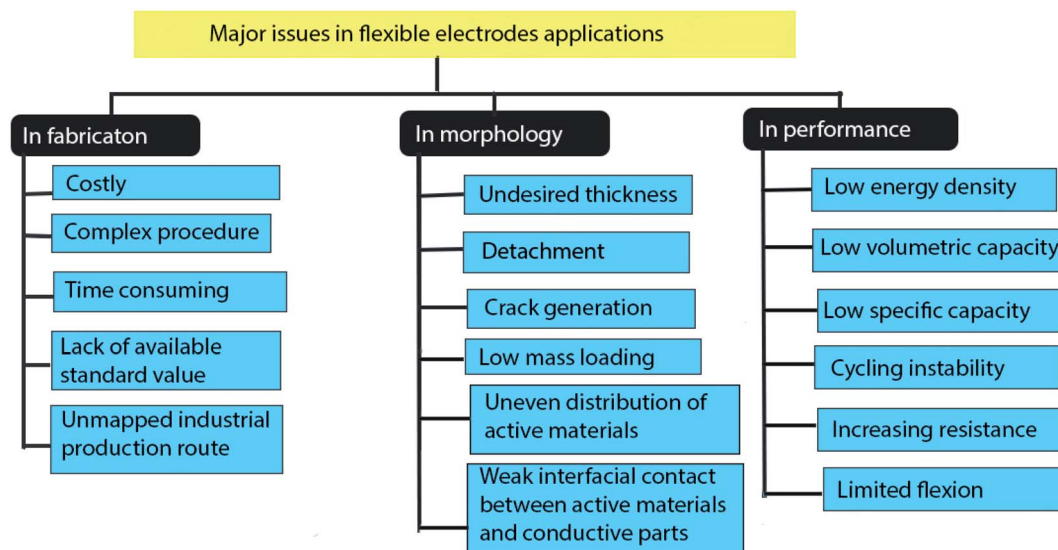 Major issues in flexible electrodes applications
In fabricaton
Costly
Complex procedure
Time consuming
Lack of available
standard value
Unmapped industrial
production route
In morphology
Undesired thickness
Detachment
Crack generation
Low mass loading
Uneven distribution of
active materials
Weak interfacial contact
between active materials
and conductive parts
In performance
Low energy density
Low volumetric capacity
Low specific capacity
Cycling instability
Increasing resistance
Limited flexion